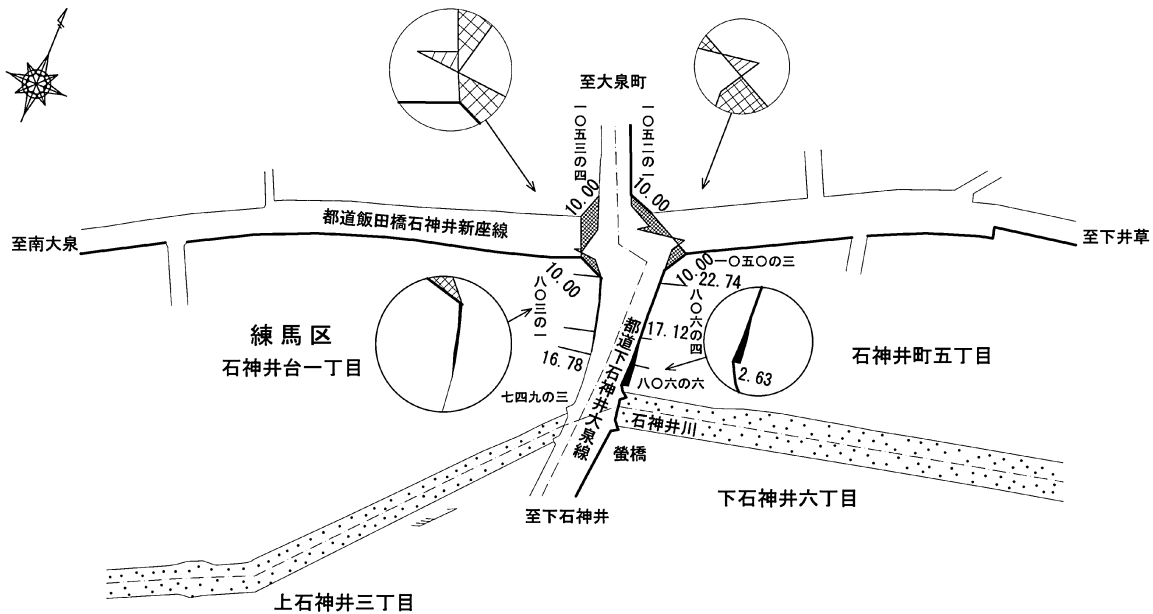 至大泉町
一〇五三の四
一〇五二の一
10.00
10.00
都道飯田橋石神井新座線
至南大泉
至下井草
10.00
10.00
一〇五〇の三
22.74
八〇三の一
八〇六の四
17.12
練馬区
石神井台一丁目
16.78
都道下石神井大泉線
2.63
石神井町五丁目
八〇六の六
七四九の三
石神井川
螢橋
下石神井六丁目
至下石神井
上石神井三丁目